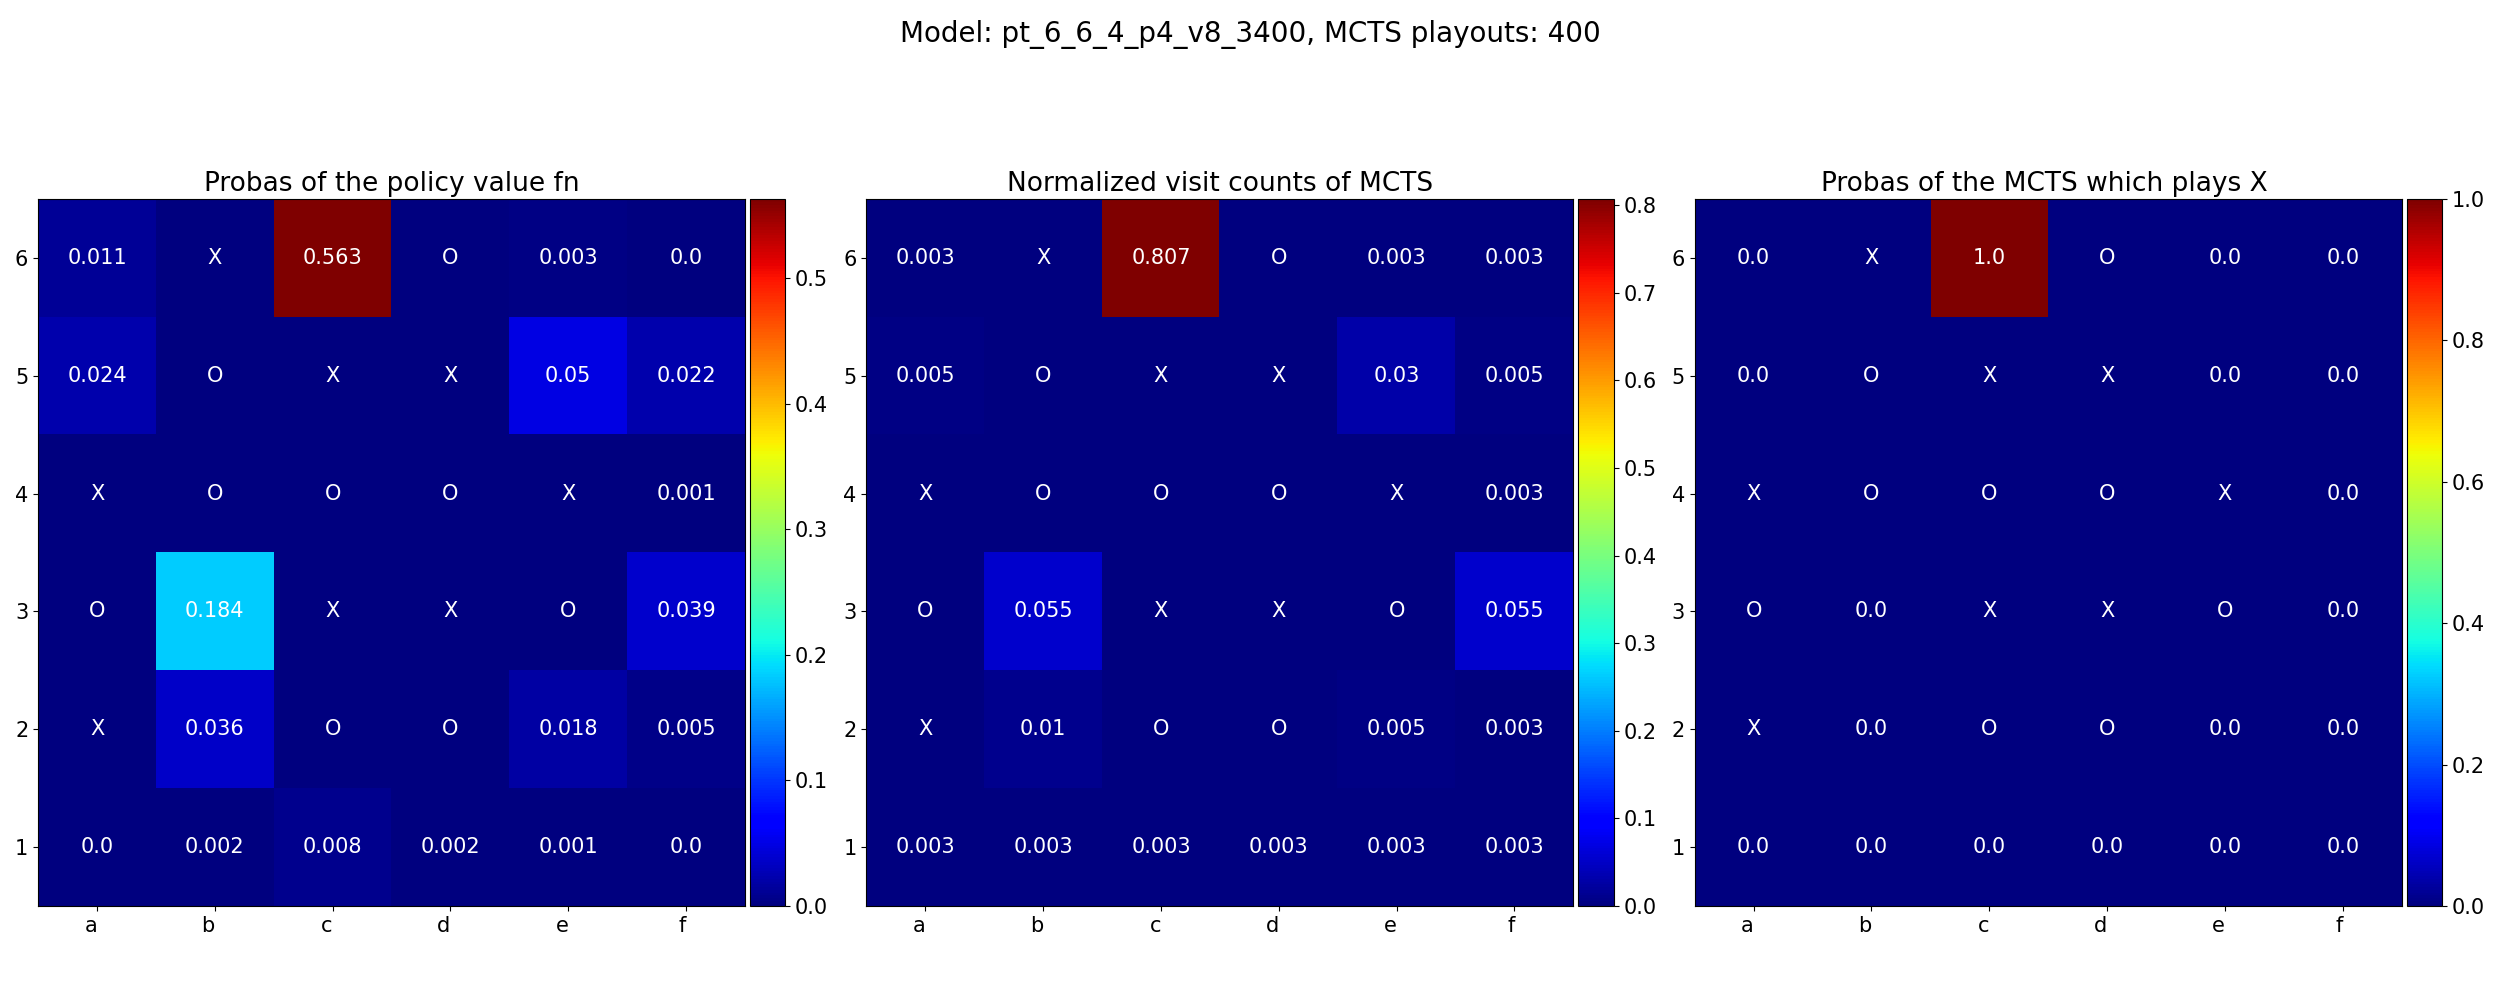 Model: pt_6_6_4_p4_v8_3400, MCTS playouts: 400
Probas of the policy value fn
6 0.011 X 0.563 O 0.003 0.0
5 0.024 O X X 0.05 0.022
4 X O O O X 0.001
3 O 0.184 X X O 0.039
2 X 0.036 O O 0.018 0.005
1 0.0 0.002 0.008 0.002 0.001 0.0
a b c d e f
0.5
0.4
0.3
0.2
0.1
0.0
Normalized visit counts of MCTS
6 0.003 X 0.807 O 0.003 0.003
5 0.005 O X X 0.03 0.005
4 X O O O X 0.003
3 O 0.055 X X O 0.055
2 X 0.01 O O 0.005 0.003
1 0.003 0.003 0.003 0.003 0.003 0.003
a b c d e f
0.8
0.7
0.6
0.5
0.4
0.3
0.2
0.1
0.0
Probas of the MCTS which plays X
6 0.0 X 1.0 O 0.0 0.0
5 0.0 O X X 0.0 0.0
4 X O O O X 0.0
3 O 0.0 X X O 0.0
2 X 0.0 O O 0.0 0.0
1 0.0 0.0 0.0 0.0 0.0 0.0
a b c d e f
1.0
0.8
0.6
0.4
0.2
0.0